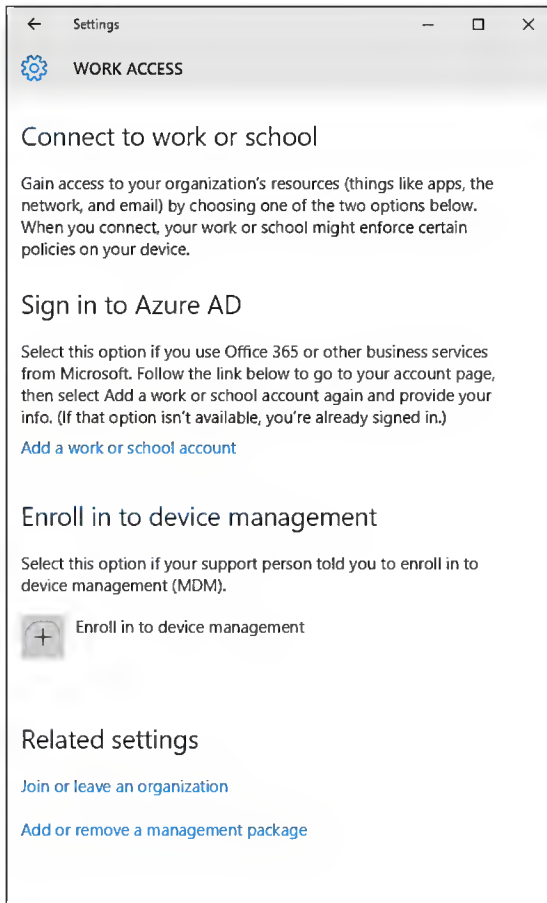 Settings
WORK ACCESS
Connect to work or school
Gain access to your organization's resources (things like apps, the
network, and email) by choosing one of the two options below.
When you connect, your work or school might enforce certain
policies on your device.
Sign in to Azure AD
Select this option if you use Office 365 or other business services
from Microsoft. Follow the link below to go to your account page,
then select Add a work or school account again and provide your
info. (If that option isn't available, you're already signed in.)
Add a work or school account
Enroll in to device management
Select this option if your support person told you to enroll in to
device management (MDM).
Enroll in to device management
Related settings
Join or leave an organization
Add or remove a management package